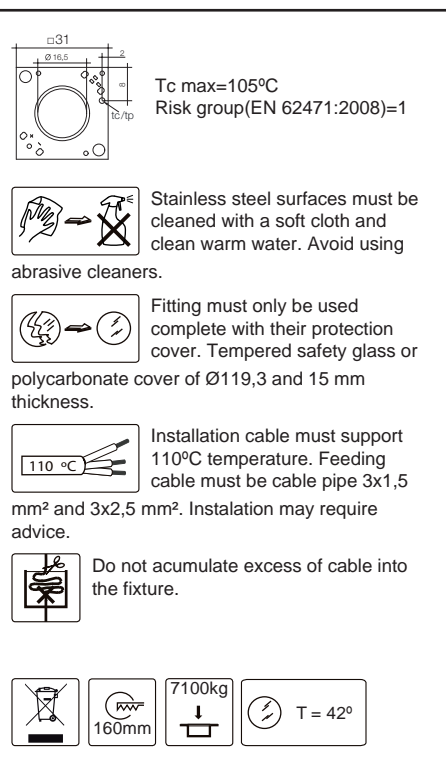 □31
Ø 16,5
2
8
tc/tp
Tc max=105ºC
Risk group(EN 62471:2008)=1
Stainless steel surfaces must be
cleaned with a soft cloth and
clean warm water. Avoid using
abrasive cleaners.
Fitting must only be used
complete with their protection
cover. Tempered safety glass or
polycarbonate cover of Ø119,3 and 15 mm
thickness.
110 ºC
Installation cable must support
110ºC temperature. Feeding
cable must be cable pipe 3x1,5
mm² and 3x2,5 mm². Instalation may require
advice.
Do not acumulate excess of cable into
the fixture.
160mm
7100kg
T = 42º